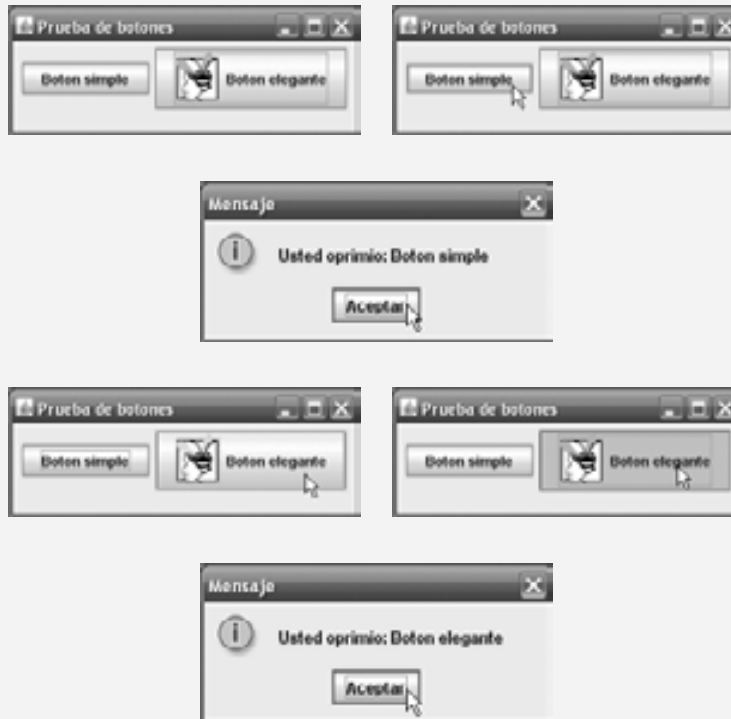 Prueba de botones
Boton simple Boton elegante
Prueba de botones
Boton simple Boton elegante
Mensaje
Usted oprimio: Boton simple
Aceptar
Prueba de botones
Boton simple Boton elegante
Prueba de botones
Boton simple Boton elegante
Mensaje
Usted oprimio: Boton elegante
Aceptar